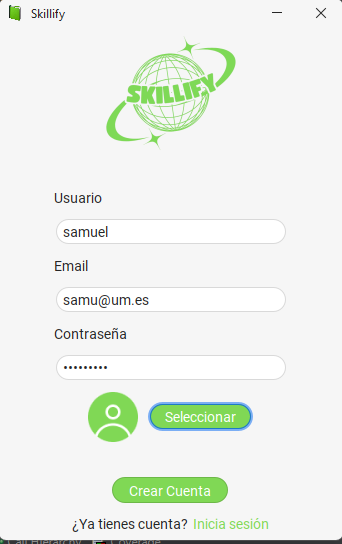 Skillify
SKILLIFY
Usuario
samuel
Email
samu@um.es
Contraseña
•••••••••
Seleccionar
Crear Cuenta
¿Ya tienes cuenta? Inicia sesión